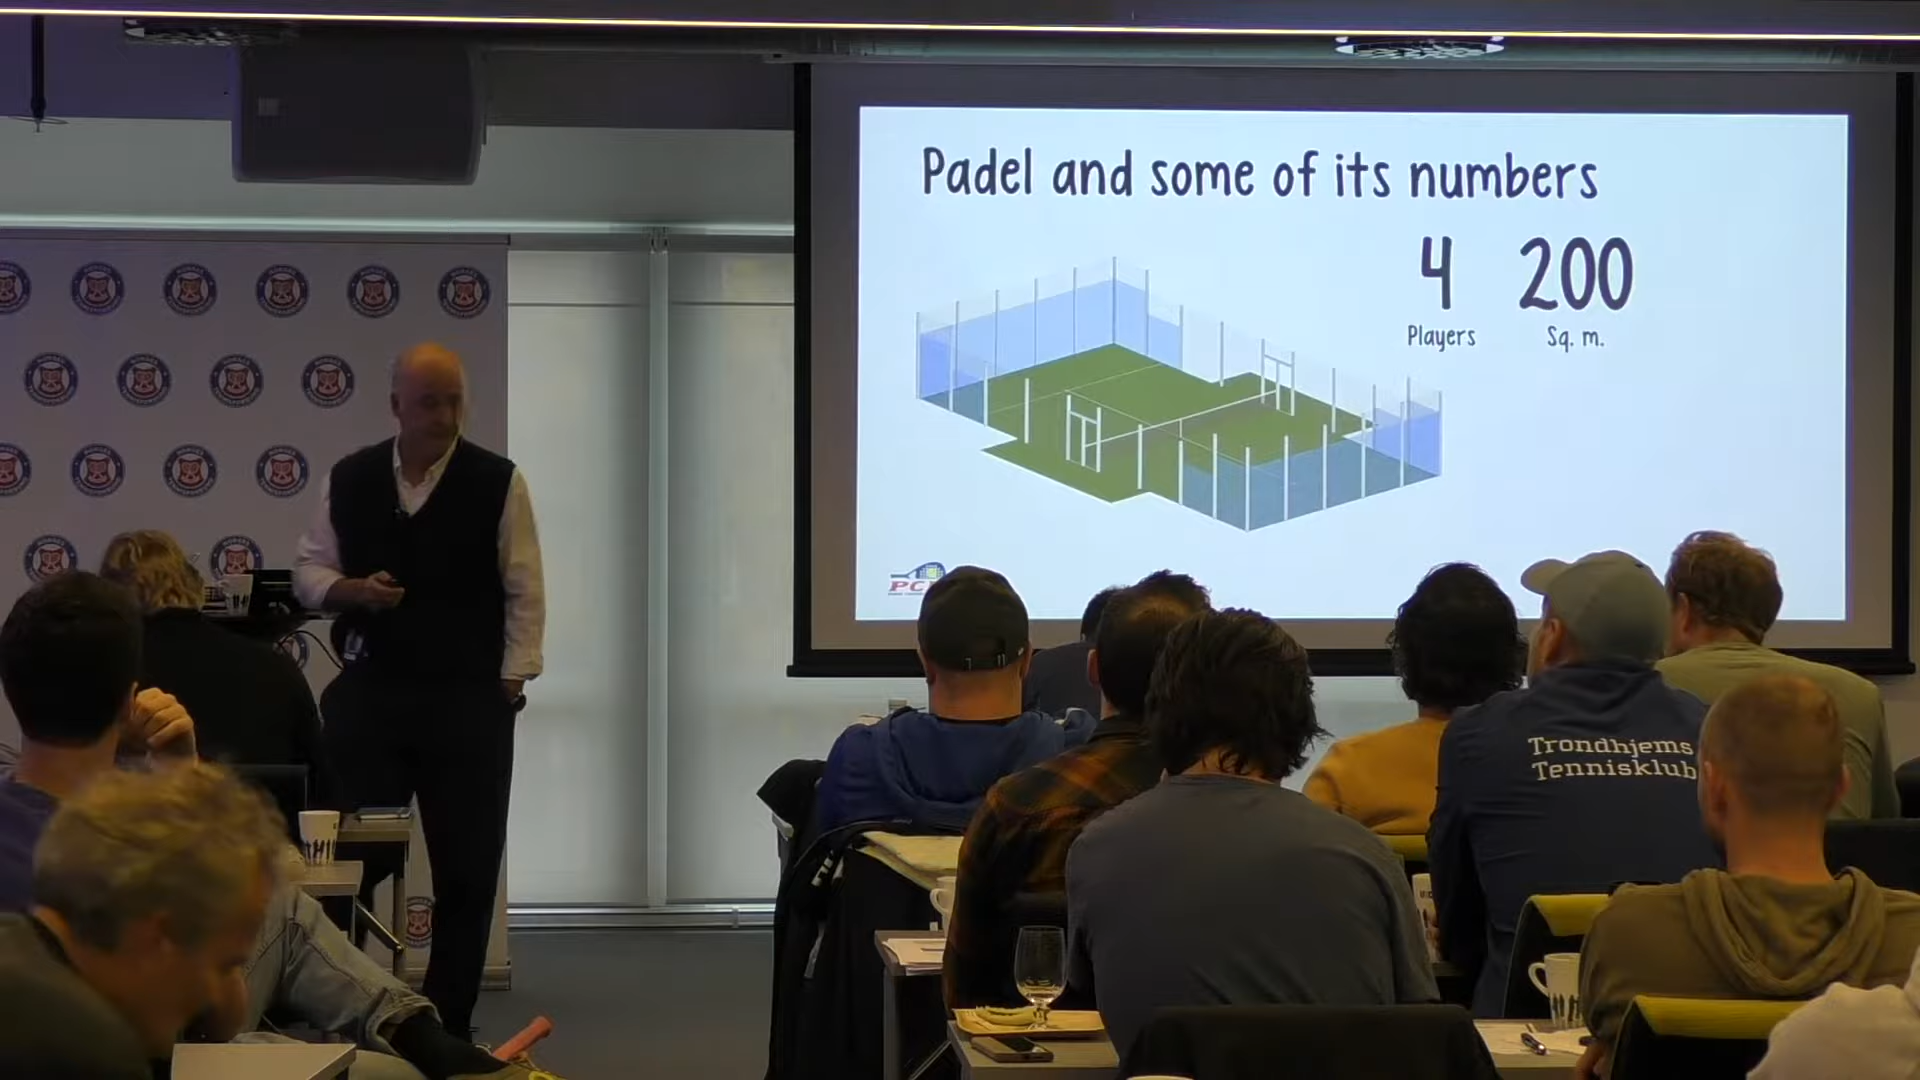 Padel and some of its numbers
4 200
Players Sq. m.
Trondhjems
Tennisklub